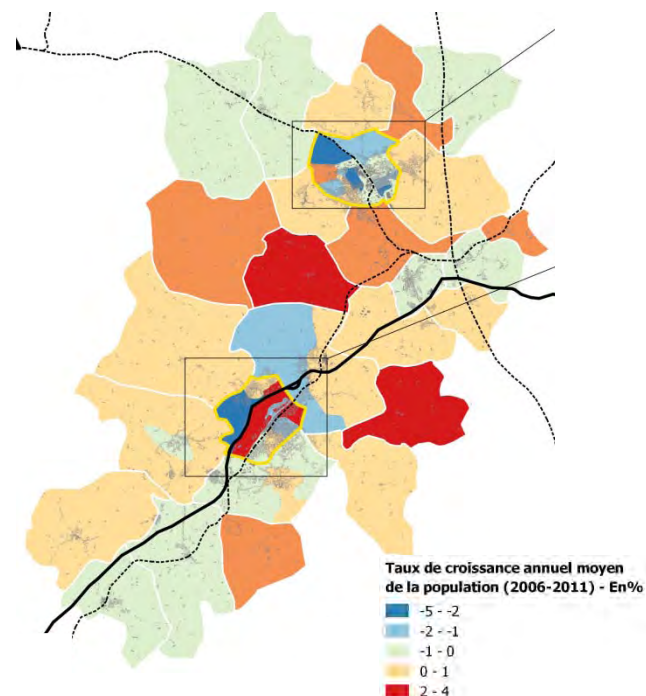 Taux de croissance annuel moyen
de la population (2006-2011) - En%
-5 - -2
-2 - -1
-1 - 0
0 - 1
2 - 4